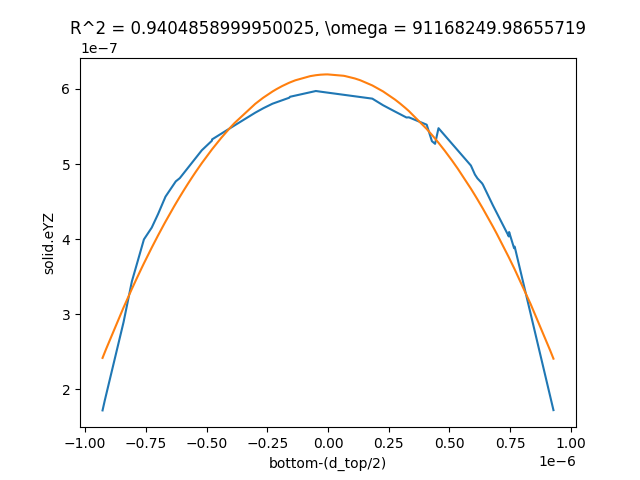 R^2 = 0.9404858999950025, \omega = 91168249.98655719
1e−7
6
5
4
3
2
solid.eYZ
−1.00 −0.75 −0.50 −0.25 0.00 0.25 0.50 0.75 1.00
bottom-(d_top/2)
1e−6